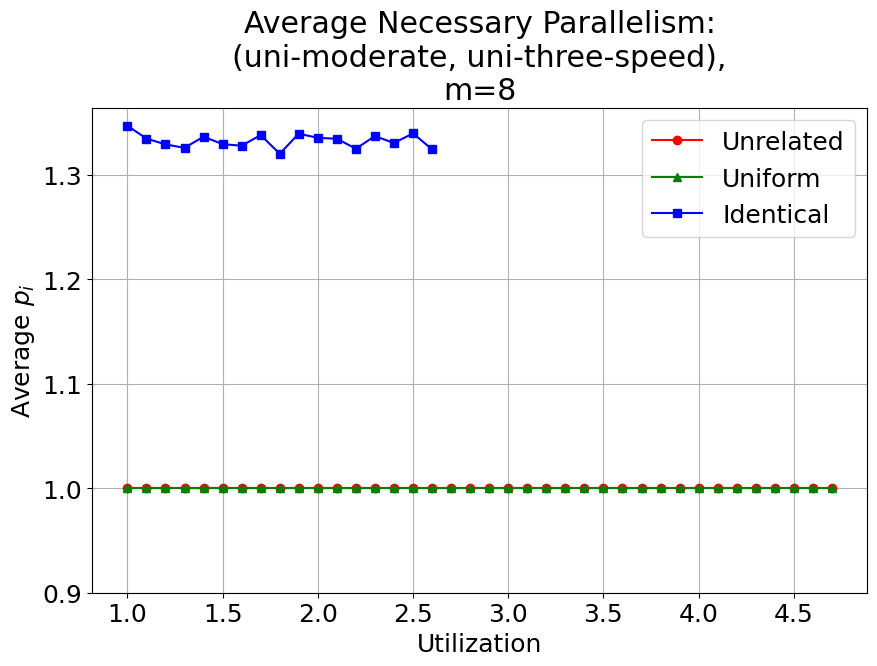 Average Necessary Parallelism:
(uni-moderate, uni-three-speed),
m=8
Unrelated
Uniform
Identical
Average p_i
1.3
1.2
1.1
1.0
0.9
1.0 1.5 2.0 2.5 3.0 3.5 4.0 4.5
Utilization